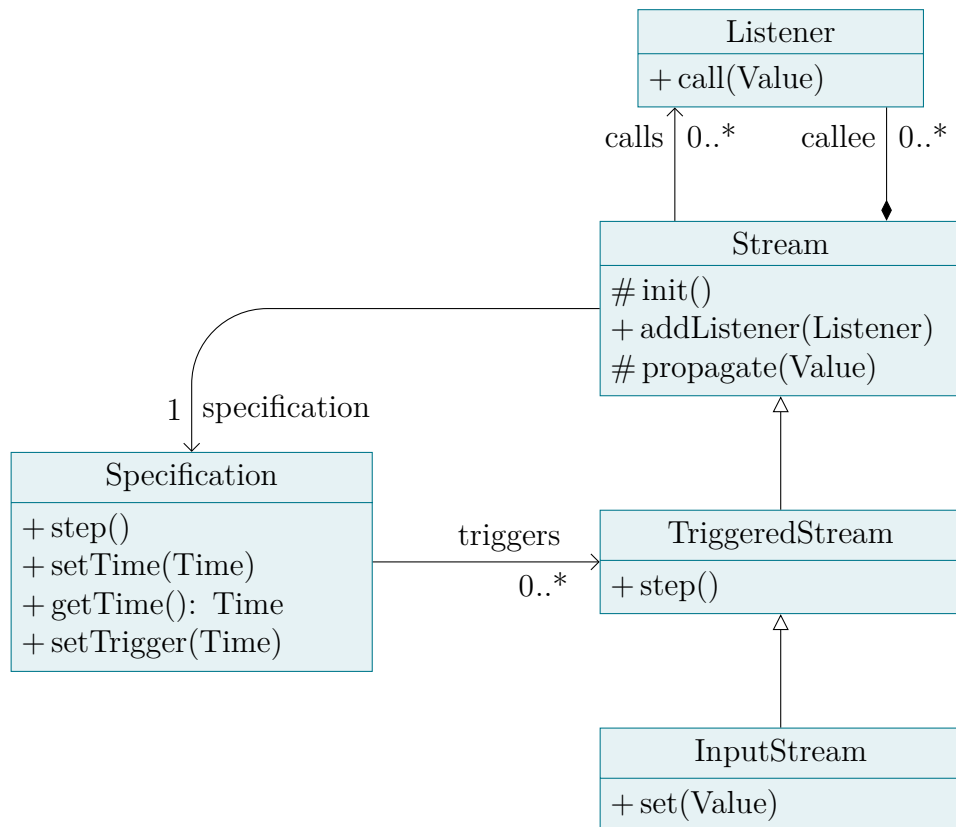 Listener
+ call(Value)
calls 0..* callee 0..*
Stream
# init()
+ addListener(Listener)
# propagate(Value)
1 specification
Specification
+ step()
+ setTime(Time)
+ getTime(): Time
+ setTrigger(Time)
triggers
0..*
TriggeredStream
+ step()
InputStream
+ set(Value)